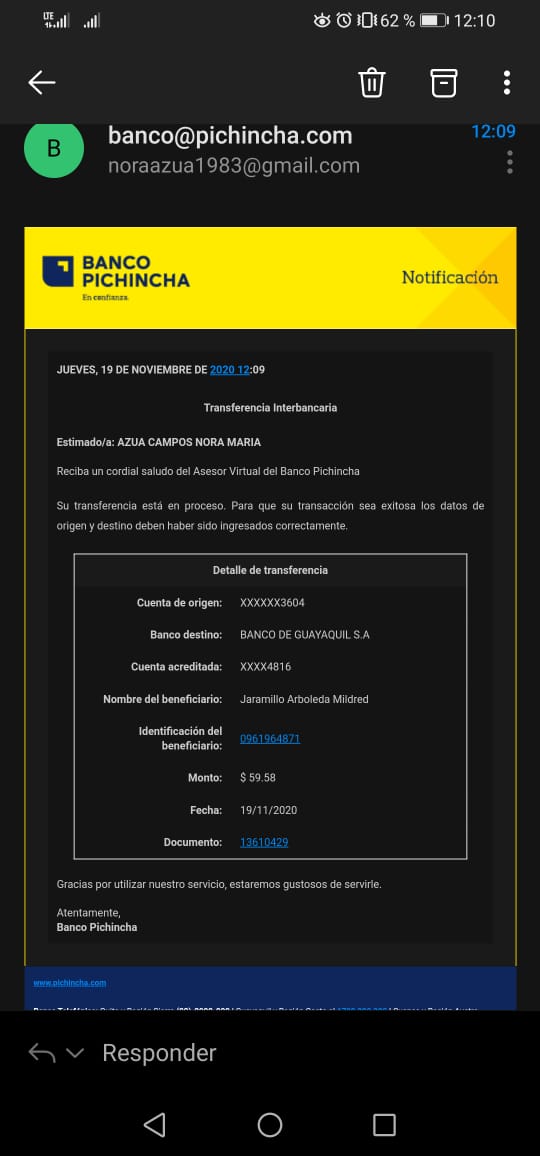 LTE 62 % 12:10
banco@pichincha.com 12:09
B
noraazua1983@gmail.com
BANCO
PICHINCHA
En confianza.
Notificación
JUEVES, 19 DE NOVIEMBRE DE 2020 12:09
Transferencia Interbancaria
Estimado/a: AZUA CAMPOS NORA MARIA
Reciba un cordial saludo del Asesor Virtual del Banco Pichincha
Su transferencia está en proceso. Para que su transacción sea exitosa los datos de
origen y destino deben haber sido ingresados correctamente.
Detalle de transferencia
Cuenta de origen: XXXXXX3604
Banco destino: BANCO DE GUAYAQUIL S.A
Cuenta acreditada: XXXX4816
Nombre del beneficiario: Jaramillo Arboleda Mildred
Identificación del
beneficiario: 0961964871
Monto: $ 59.58
Fecha: 19/11/2020
Documento: 13610429
Gracias por utilizar nuestro servicio, estaremos gustosos de servirle.
Atentamente,
Banco Pichincha
www.pichincha.com
Responder